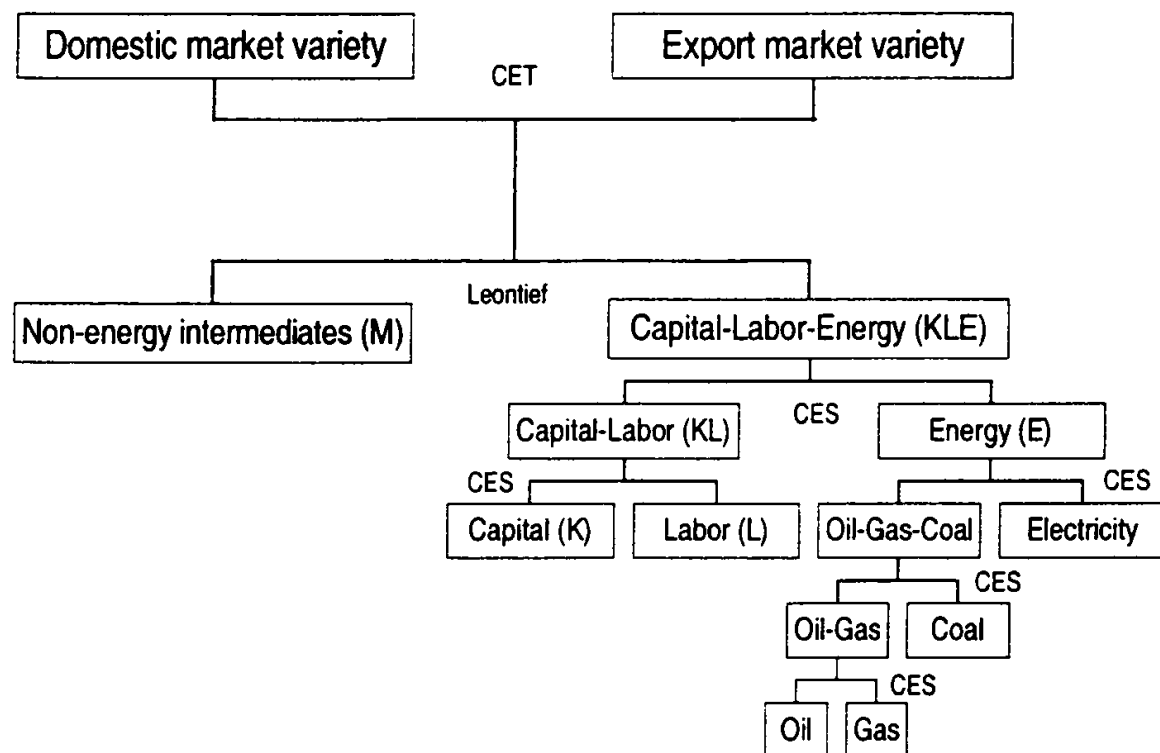 Domestic market variety
Export market variety
CET
Leontief
Non-energy intermediates (M)
Capital-Labor-Energy (KLE)
CES
Capital-Labor (KL)
Energy (E)
CES
CES
Capital (K)
Labor (L)
Oil-Gas-Coal
Electricity
CES
Oil-Gas
Coal
CES
Oil
Gas